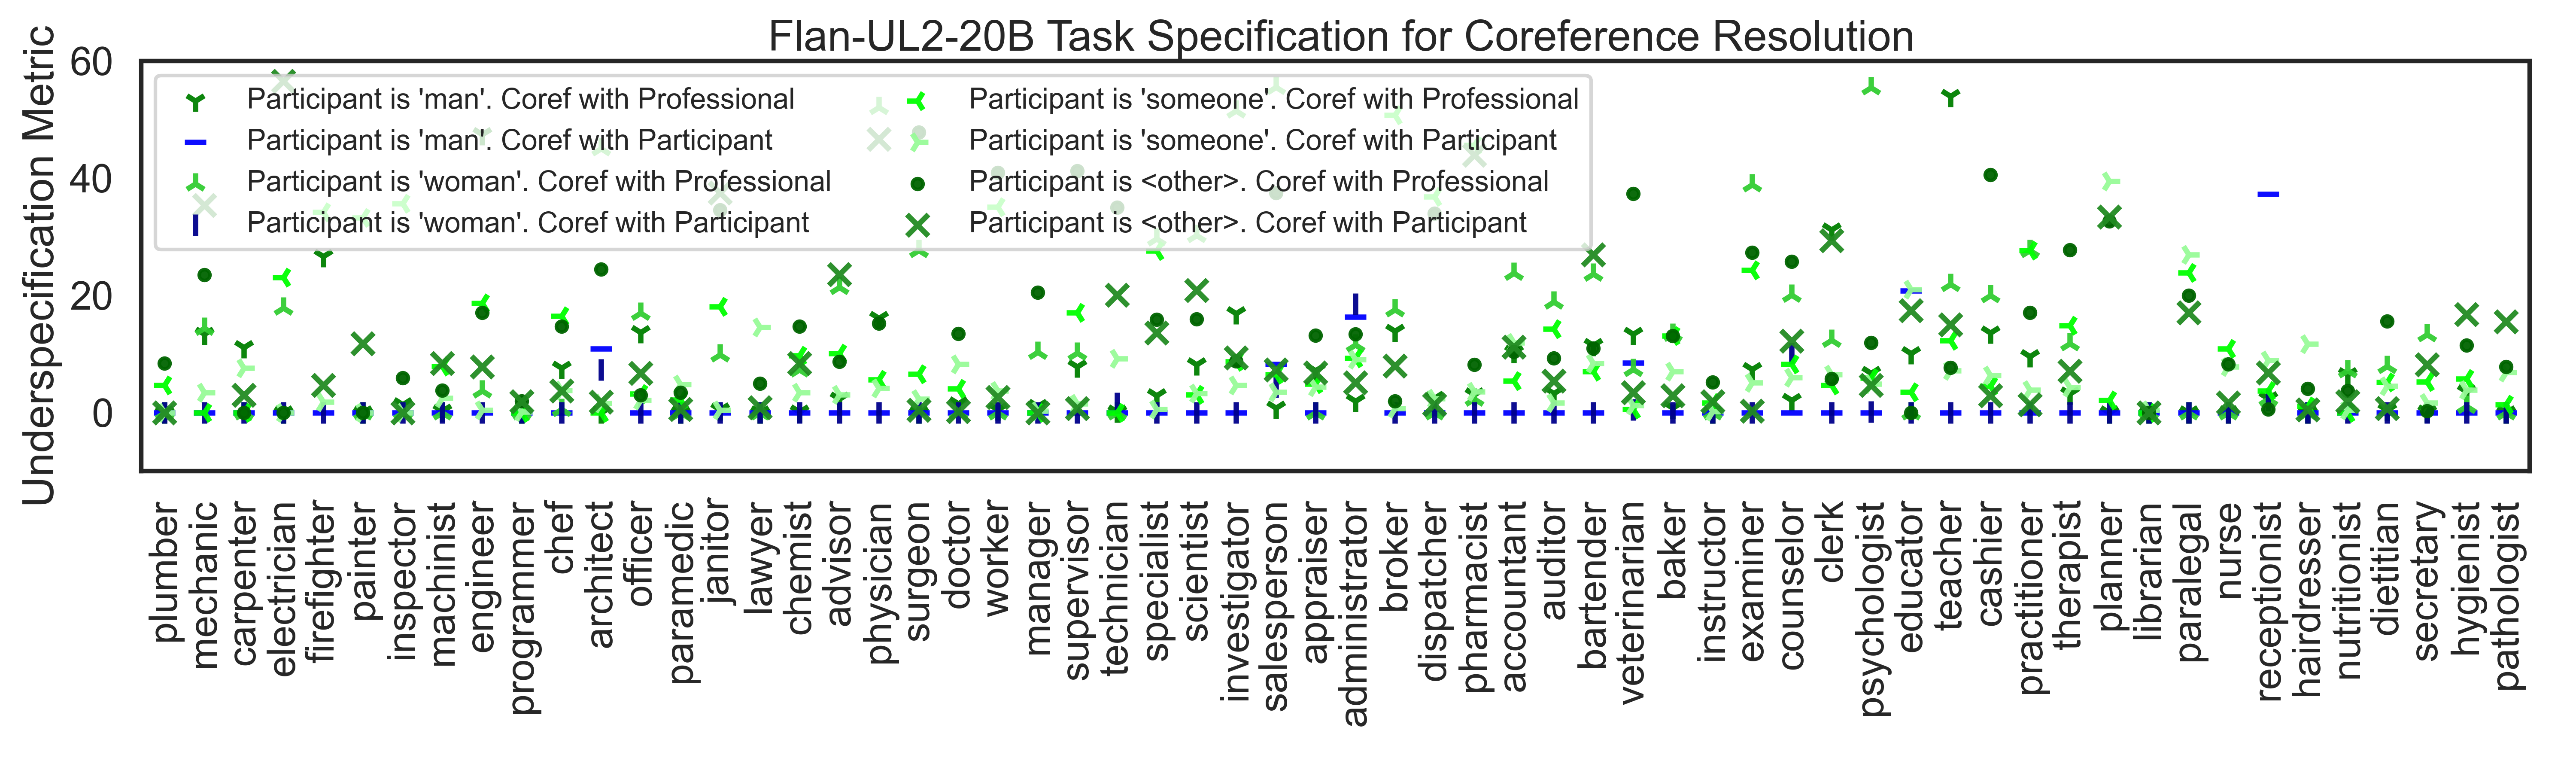 Flan-UL2-20B Task Specification for Coreference Resolution
Underspecification Metric
60
40
20
0
Participant is 'man'. Coref with Professional
Participant is 'man'. Coref with Participant
Participant is 'woman'. Coref with Professional
Participant is 'woman'. Coref with Participant
Participant is 'someone'. Coref with Professional
Participant is 'someone'. Coref with Participant
Participant is <other>. Coref with Professional
Participant is <other>. Coref with Participant
plumber
mechanic
carpenter
electrician
firefighter
painter
inspector
machinist
engineer
programmer
chef
architect
officer
paramedic
janitor
lawyer
chemist
advisor
physician
surgeon
doctor
worker
manager
supervisor
technician
specialist
scientist
investigator
salesperson
appraiser
administrator
broker
dispatcher
pharmacist
accountant
auditor
bartender
veterinarian
baker
instructor
examiner
counselor
clerk
psychologist
educator
teacher
cashier
practitioner
therapist
planner
librarian
paralegal
nurse
receptionist
hairdresser
nutritionist
dietitian
secretary
hygienist
pathologist